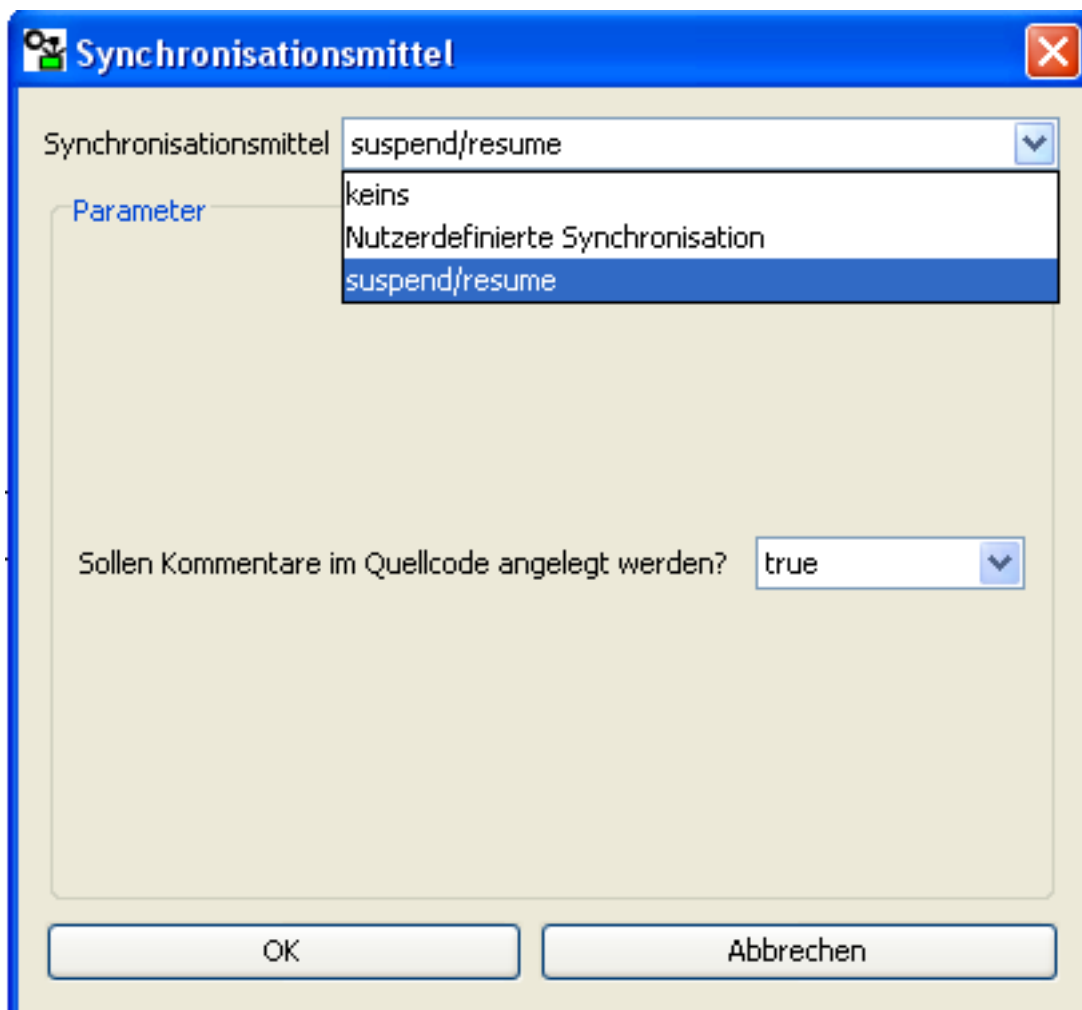 Synchronisationsmittel
Synchronisationsmittel suspend/resume
keins
Parameter
Nutzerdefinierte Synchronisation
suspend/resume
Sollen Kommentare im Quellcode angelegt werden? true
OK Abbrechen